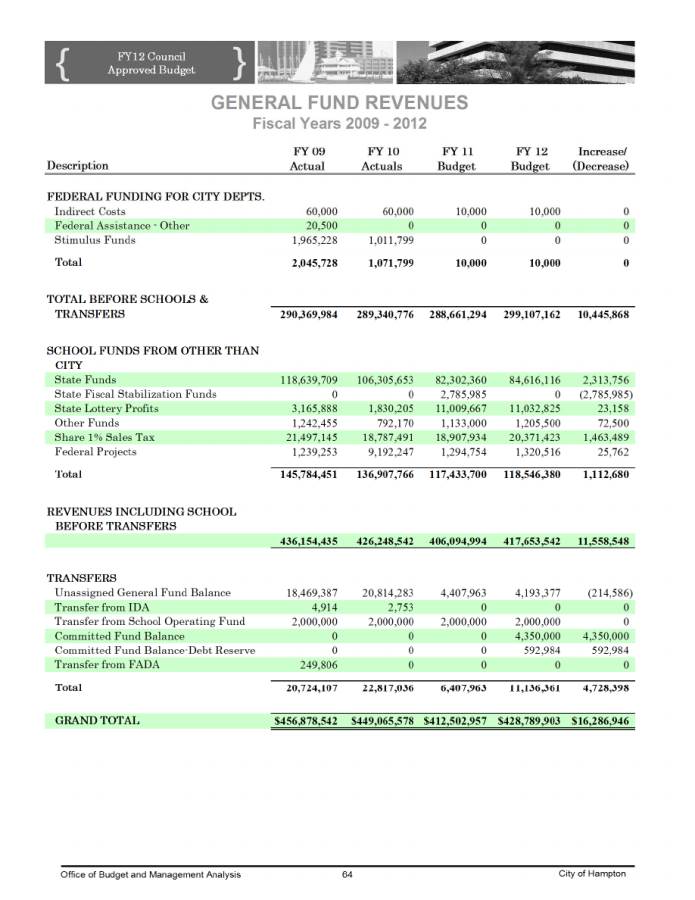 FY12 Council
Approved Budget
GENERAL FUND REVENUES
Fiscal Years 2009 - 2012
FY 09 FY 10 FY 11 FY 12 Increase/
Description Actual Actuals Budget Budget (Decrease)
FEDERAL FUNDING FOR CITY DEPTS.
Indirect Costs 60,000 60,000 10,000 10,000 0
Federal Assistance - Other 20,500 0 0 0 0
Stimulus Funds 1,965,228 1,011,799 0 0 0
Total 2,045,728 1,071,799 10,000 10,000 0
TOTAL BEFORE SCHOOLS &
TRANSFERS 290,369,984 289,340,776 288,661,294 299,107,162 10,445,868
SCHOOL FUNDS FROM OTHER THAN
CITY
State Funds 118,639,709 106,305,653 82,302,360 84,616,116 2,313,756
State Fiscal Stabilization Funds 0 0 2,785,985 0 (2,785,985)
State Lottery Profits 3,165,888 1,830,205 11,009,667 11,032,825 23,158
Other Funds 1,242,455 792,170 1,133,000 1,205,500 72,500
Share 1% Sales Tax 21,497,145 18,787,491 18,907,934 20,371,423 1,463,489
Federal Projects 1,239,253 9,192,247 1,294,754 1,320,516 25,762
Total 145,784,451 136,907,766 117,433,700 118,546,380 1,112,680
REVENUES INCLUDING SCHOOL
BEFORE TRANSFERS
436,154,435 426,248,542 406,094,994 417,653,542 11,558,548
TRANSFERS
Unassigned General Fund Balance 18,469,387 20,814,283 4,407,963 4,193,377 (214,586)
Transfer from IDA 4,914 2,753 0 0 0
Transfer from School Operating Fund 2,000,000 2,000,000 2,000,000 2,000,000 0
Committed Fund Balance 0 0 0 4,350,000 4,350,000
Committed Fund Balance-Debt Reserve 0 0 0 592,984 592,984
Transfer from FADA 249,806 0 0 0 0
Total 20,724,107 22,817,036 6,407,963 11,136,361 4,728,398
GRAND TOTAL $456,878,542 $449,065,578 $412,502,957 $428,789,903 $16,286,946
Office of Budget and Management Analysis 64 City of Hampton